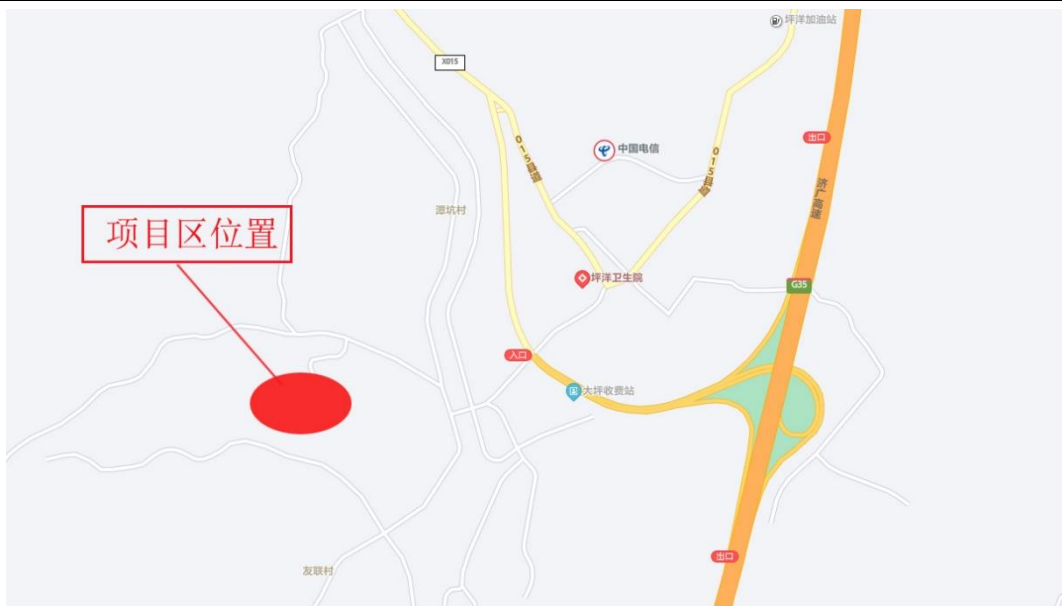 坪洋加油站
X015
出口
中国电信
015县道
015县道
济广高速
潭坑村
项目区位置
坪洋卫生院
G35
入口
大坪收费站
出口
友联村